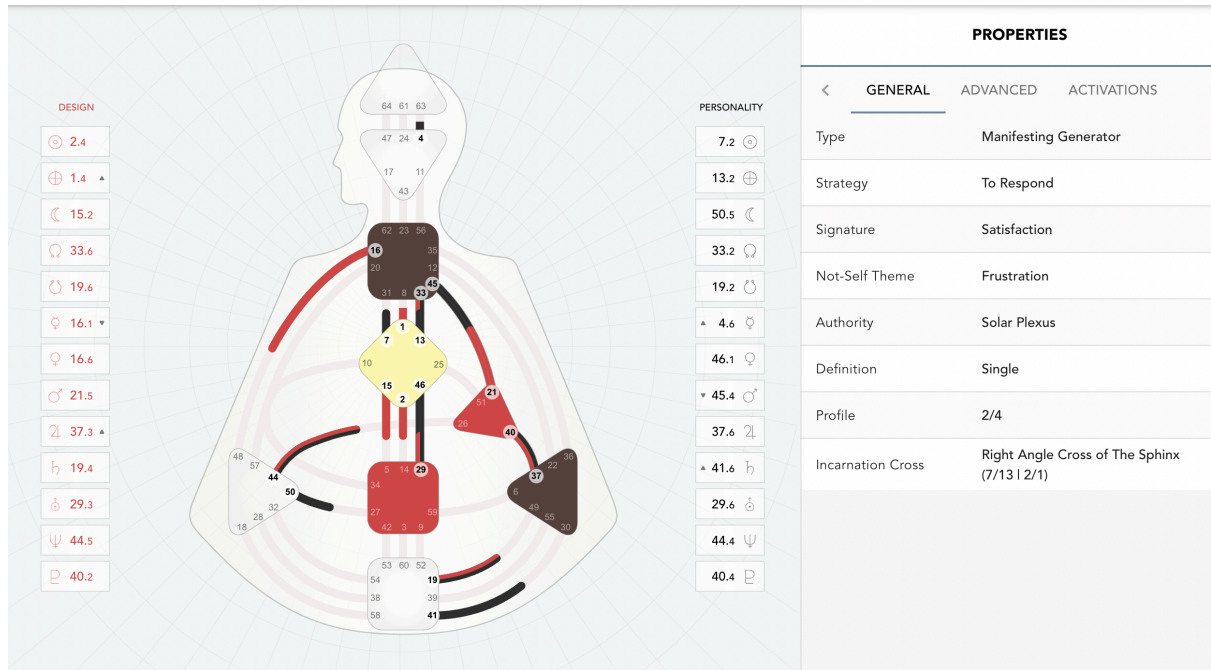 PROPERTIES
GENERAL ADVANCED ACTIVATIONS
Type Manifesting Generator
Strategy To Respond
Signature Satisfaction
Not-Self Theme Frustration
Authority Solar Plexus
Definition Single
Profile 2/4
Incarnation Cross Right Angle Cross of The Sphinx
(7/13 | 2/1)
DESIGN
2.4
1.4
15.2
33.6
19.6
16.1
16.6
21.5
37.3
19.4
29.3
44.5
40.2
64 61 63
47 24 4
17 11
43
62 23 56
16 35
20 12
45
31 8 33
1
7 13
10 25
15 46
2
21
51
26
40
48
57
44
50
32
28
18
5 14 29
34
27 59
42 3 9
36
22
37
6
49
55
30
53 60 52
54 19
38 39
58 41
PERSONALITY
7.2
13.2
50.5
33.2
19.2
4.6
46.1
45.4
37.6
41.6
29.6
44.4
40.4